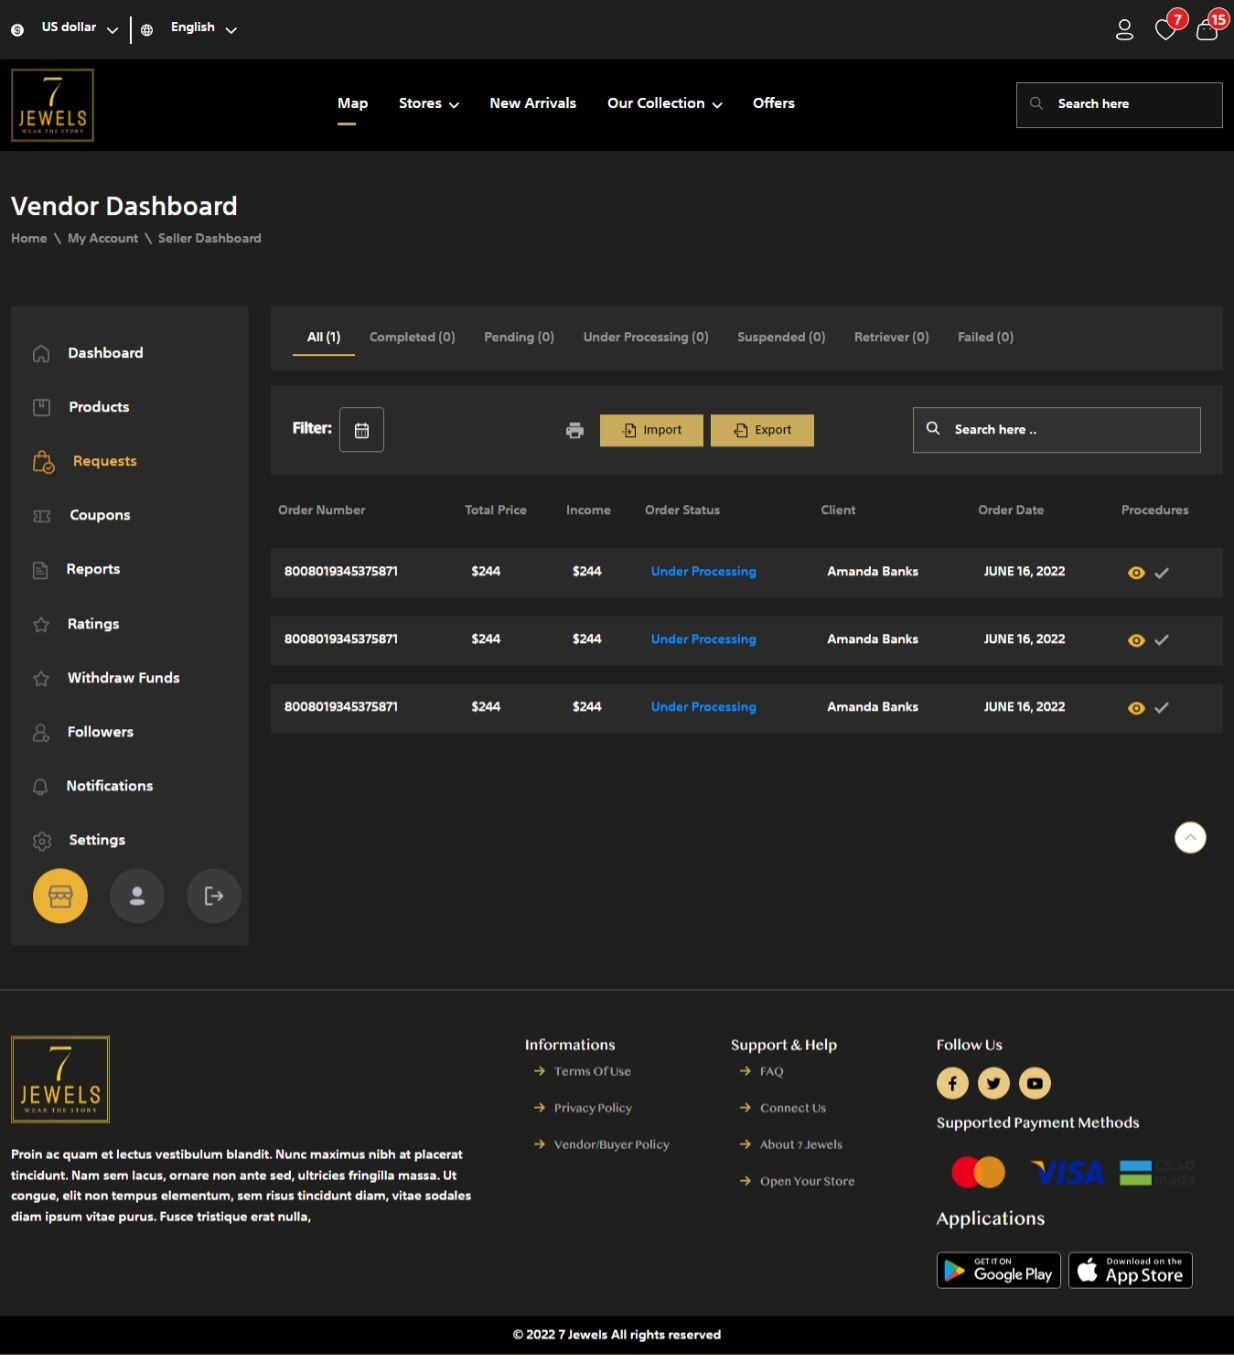 US dollar English 7 15
7
JEWELS
WEAR THE STORY
Map Stores New Arrivals Our Collection Offers Search here
Vendor Dashboard
Home \ My Account \ Seller Dashboard
Dashboard
Products
Requests
Coupons
Reports
Ratings
Withdraw Funds
Followers
Notifications
Settings
All (1) Completed (0) Pending (0) Under Processing (0) Suspended (0) Retriever (0) Failed (0)
Filter: Import Export Search here ..
Order Number Total Price Income Order Status Client Order Date Procedures
8008019345375871 $244 $244 Under Processing Amanda Banks JUNE 16, 2022
8008019345375871 $244 $244 Under Processing Amanda Banks JUNE 16, 2022
8008019345375871 $244 $244 Under Processing Amanda Banks JUNE 16, 2022
7
JEWELS
WEAR THE STORY
Proin ac quam et lectus vestibulum blandit. Nunc maximus nibh at placerat
tincidunt. Nam sem lacus, ornare non ante sed, ultricies fringilla massa. Ut
congue, elit non tempus elementum, sem risus tincidunt diam, vitae sodales
diam ipsum vitae purus. Fusce tristique erat nulla,
Informations
Terms Of Use
Privacy Policy
Vendor/Buyer Policy
Support & Help
FAQ
Connect Us
About 7 Jewels
Open Your Store
Follow Us
Supported Payment Methods
VISA
mada
Applications
GET IT ON
Google Play
Download on the
App Store
© 2022 7 Jewels All rights reserved